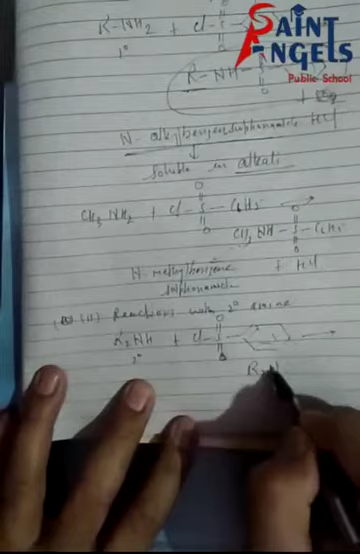 SAINT ANGELS
Public School
R-NH2 + Cl-S-
O
1°
R-NH
O
+ HCl
N-alkylbenzenesulphonamide
Soluble in alkali
O O
CH3NH2 + Cl-S-C6H5 →
O
CH3NH-S-C6H5
O
N-methylbenzene + HCl
sulphonamide
(ii) Reactions with 2° amine
O
R2NH + Cl-S- →
2° O